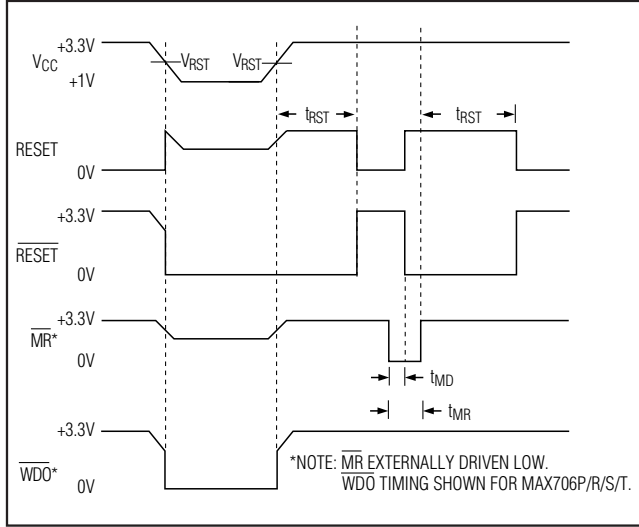 +3.3V
VCC
VRST VRST
+1V
tRST tRST
RESET
0V
+3.3V
RESET
0V
+3.3V
MR*
0V
tMD
tMR
+3.3V
*NOTE: MR EXTERNALLY DRIVEN LOW.
WDO*
WDO TIMING SHOWN FOR MAX706P/R/S/T.
0V